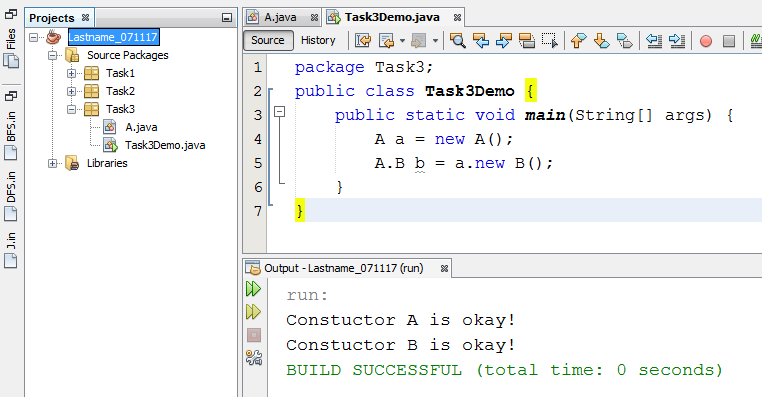 Files
BFS.in
DFS.in
J.in
Projects
Lastname_071117
Source Packages
Task1
Task2
Task3
A.java
Task3Demo.java
Libraries
A.java
Task3Demo.java
Source
History
1 package Task3;
2 public class Task3Demo {
3 public static void main(String[] args) {
4 A a = new A();
5 A.B b = a.new B();
6 }
7 }
Output - Lastname_071117 (run)
run:
Constuctor A is okay!
Constuctor B is okay!
BUILD SUCCESSFUL (total time: 0 seconds)